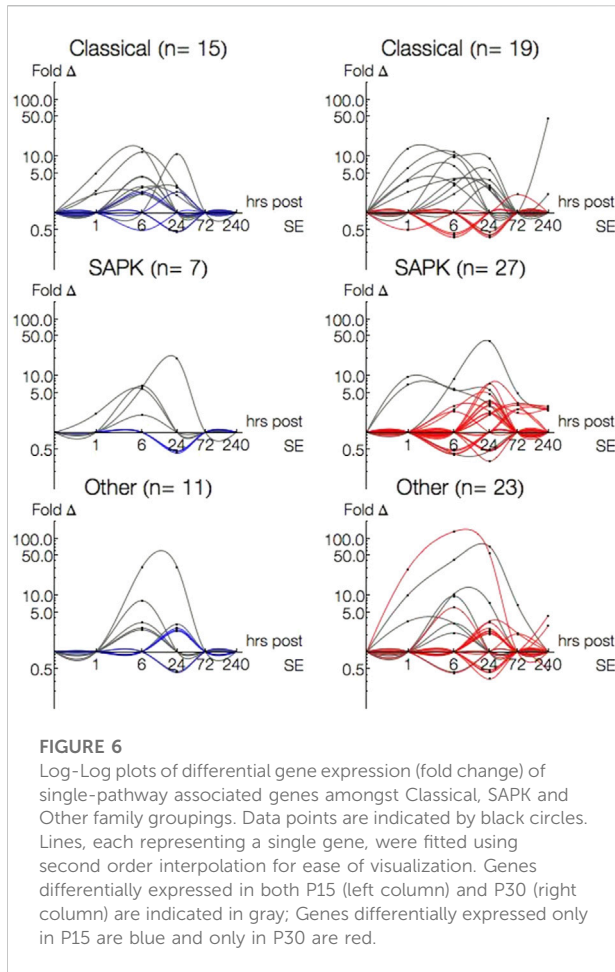 Classical (n= 15)
Fold Δ
100.0
50.0
10.0
5.0
0.5
1
6
24
72
240
hrs post
SE
Classical (n= 19)
Fold Δ
100.0
50.0
10.0
5.0
0.5
1
6
24
72
240
hrs post
SE
SAPK (n= 7)
Fold Δ
100.0
50.0
10.0
5.0
0.5
1
6
24
72
240
hrs post
SE
SAPK (n= 27)
Fold Δ
100.0
50.0
10.0
5.0
0.5
1
6
24
72
240
hrs post
SE
Other (n= 11)
Fold Δ
100.0
50.0
10.0
5.0
0.5
1
6
24
72
240
hrs post
SE
Other (n= 23)
Fold Δ
100.0
50.0
10.0
5.0
0.5
1
6
24
72
240
hrs post
SE
FIGURE 6
Log-Log plots of differential gene expression (fold change) of
single-pathway associated genes amongst Classical, SAPK and
Other family groupings. Data points are indicated by black circles.
Lines, each representing a single gene, were fitted using
second order interpolation for ease of visualization. Genes
differentially expressed in both P15 (left column) and P30 (right
column) are indicated in gray; Genes differentially expressed only
in P15 are blue and only in P30 are red.